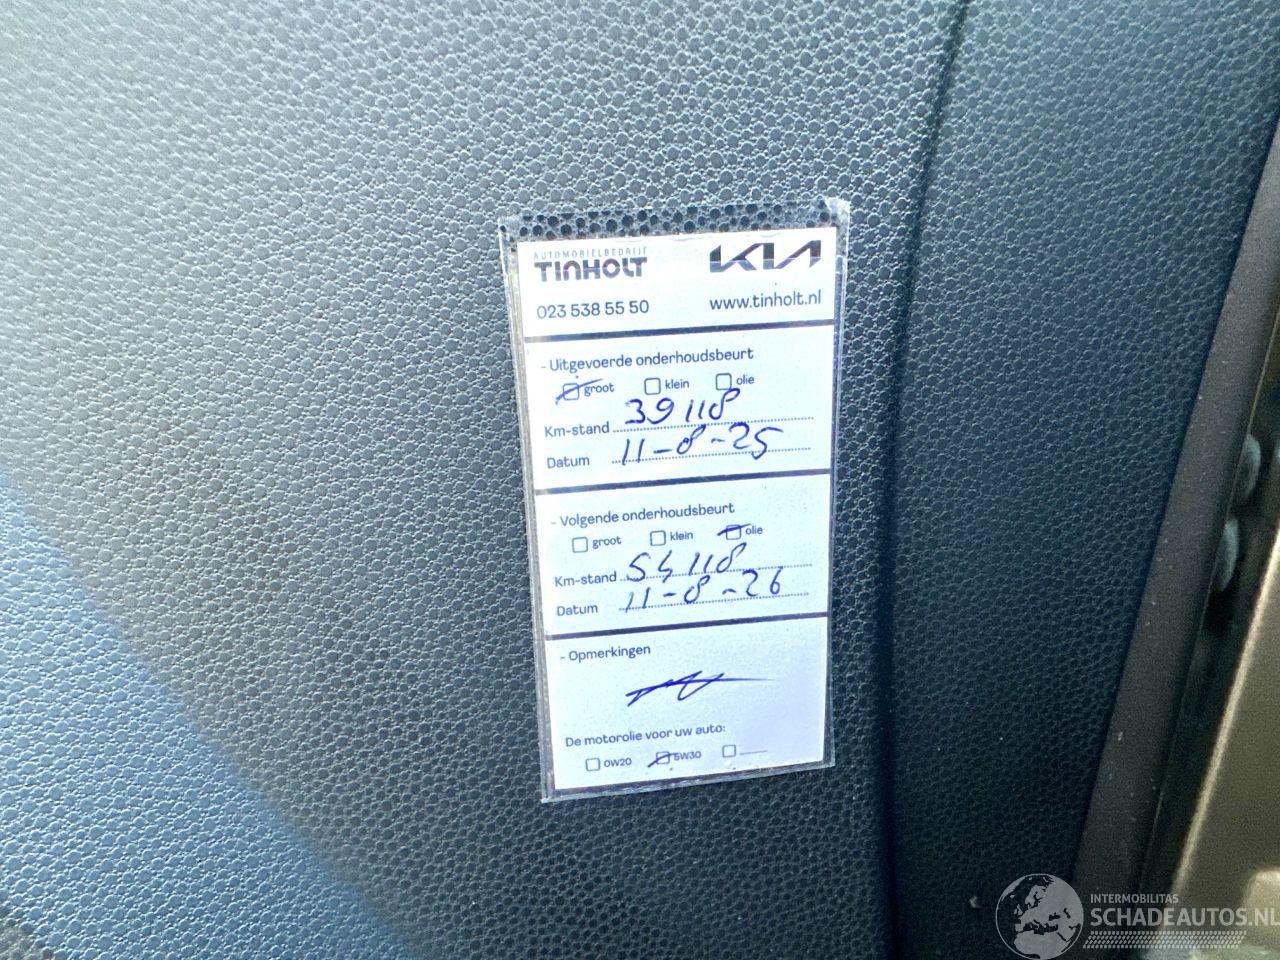 AUTOMOBIELBEDRIJF
TINHOLT KIA
023 538 55 50 www.tinholt.nl
- Uitgevoerde onderhoudsbeurt
groot klein olie
Km-stand 39118
Datum 11-8-25
- Volgende onderhoudsbeurt
groot klein olie
Km-stand 54118
Datum 11-8-26
- Opmerkingen
De motorolie voor uw auto:
0W20 5W30
INTERMOBILITAS
SCHADEAUTOS.NL